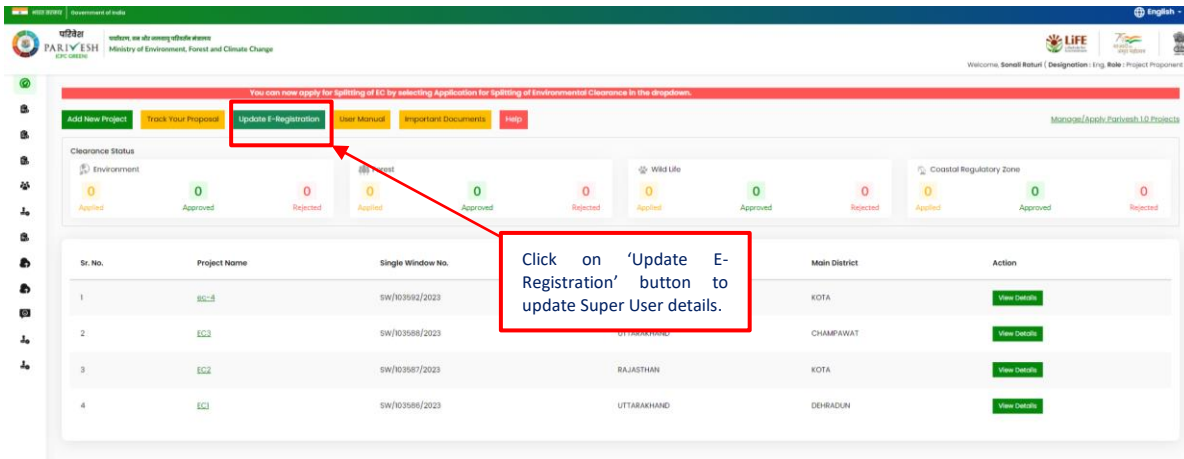 भारत सरकार Government of India
English
परिवेश
PARIVESH
(CPC GREEN)
पर्यावरण, वन और जलवायु परिवर्तन मंत्रालय
Ministry of Environment, Forest and Climate Change
LiFE
Welcome, Sonali Raturi ( Designation : Eng, Role : Project Proponent
You can now apply for Splitting of EC by selecting Application for Splitting of Environmental Clearance in the dropdown.
Add New Project Track Your Proposal Update E-Registration User Manual Important Documents Help Manage/Apply Parivesh 1.0 Projects
Clearance Status
Environment Forest Wild Life Coastal Regulatory Zone
0 0 0 0 0 0 0 0 0 0 0 0
Applied Approved Rejected Applied Approved Rejected Applied Approved Rejected Applied Approved Rejected
Click on ‘Update E-
Registration’ button to
update Super User details.
Sr. No. Project Name Single Window No. Main District Action
1 ec-4 SW/103592/2023 KOTA View Details
2 EC3 SW/103588/2023 UTTARAKHAND CHAMPAWAT View Details
3 EC2 SW/103587/2023 RAJASTHAN KOTA View Details
4 EC1 SW/103586/2023 UTTARAKHAND DEHRADUN View Details